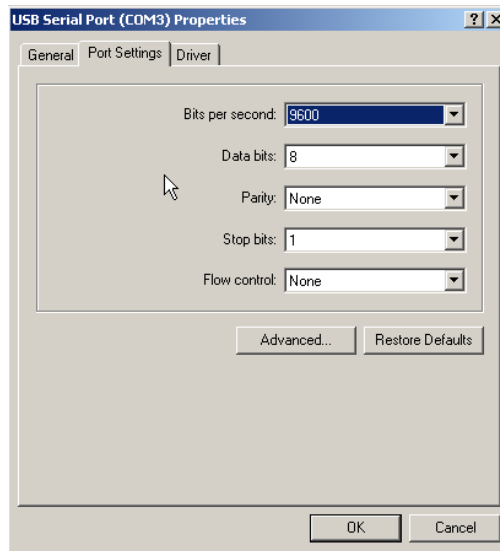 USB Serial Port (COM3) Properties ? X
General Port Settings Driver
Bits per second: 9600
Data bits: 8
Parity: None
Stop bits: 1
Flow control: None
Advanced... Restore Defaults
OK Cancel